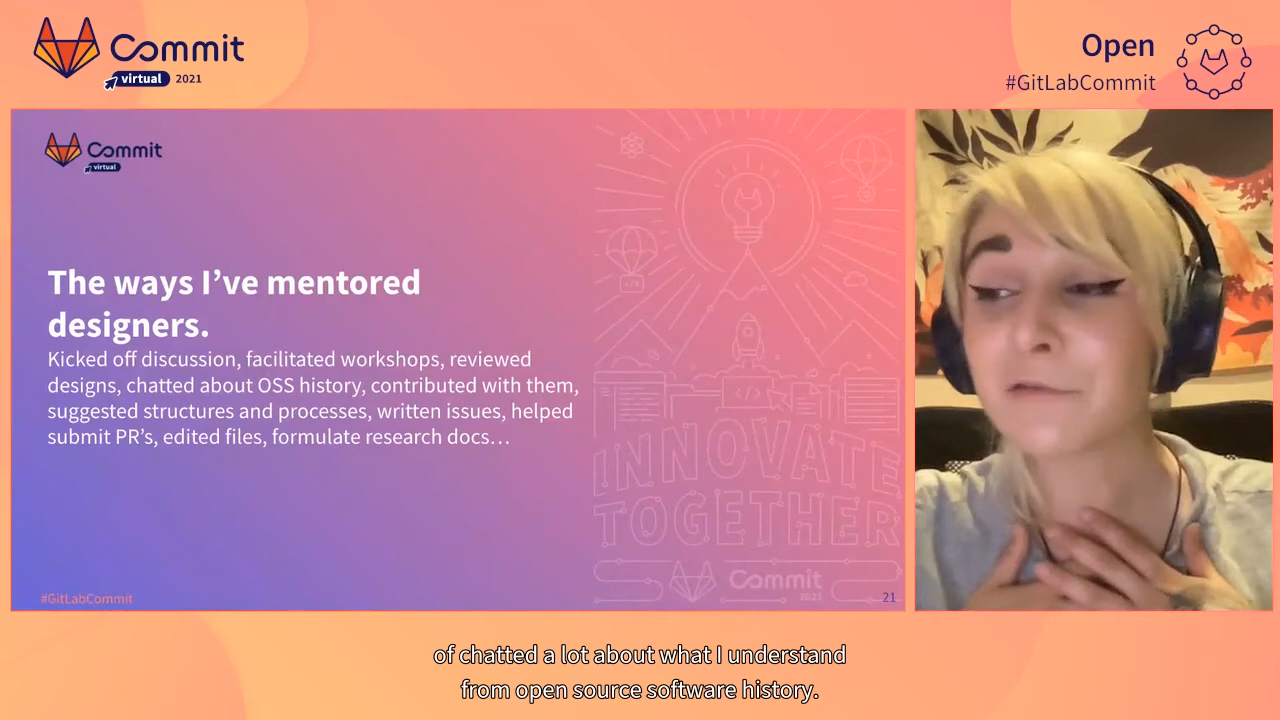 Commit
virtual 2021
Open
#GitLabCommit
Commit
virtual
The ways I’ve mentored
designers.
Kicked off discussion, facilitated workshops, reviewed
designs, chatted about OSS history, contributed with them,
suggested structures and processes, written issues, helped
submit PR’s, edited files, formulate research docs…
INNOVATE
TOGETHER
Commit
2021
#GitLabCommit
21
of chatted a lot about what I understand
from open source software history.